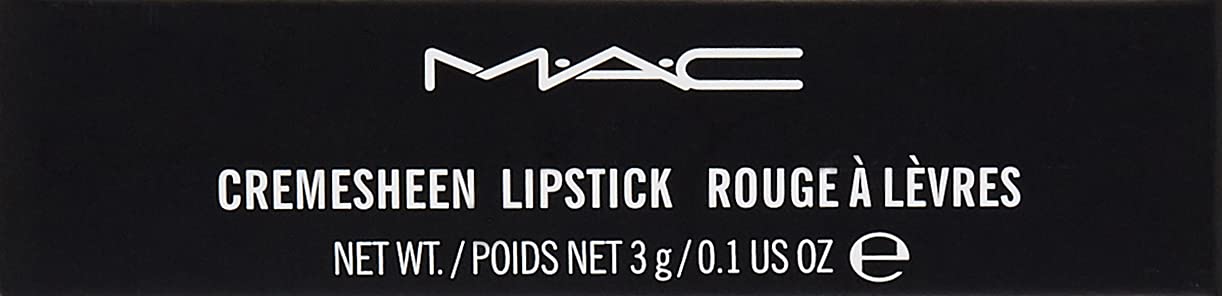 M·A·C
CREMESHEEN LIPSTICK ROUGE À LÈVRES
NET WT. / POIDS NET 3 g / 0.1 US OZ ℮